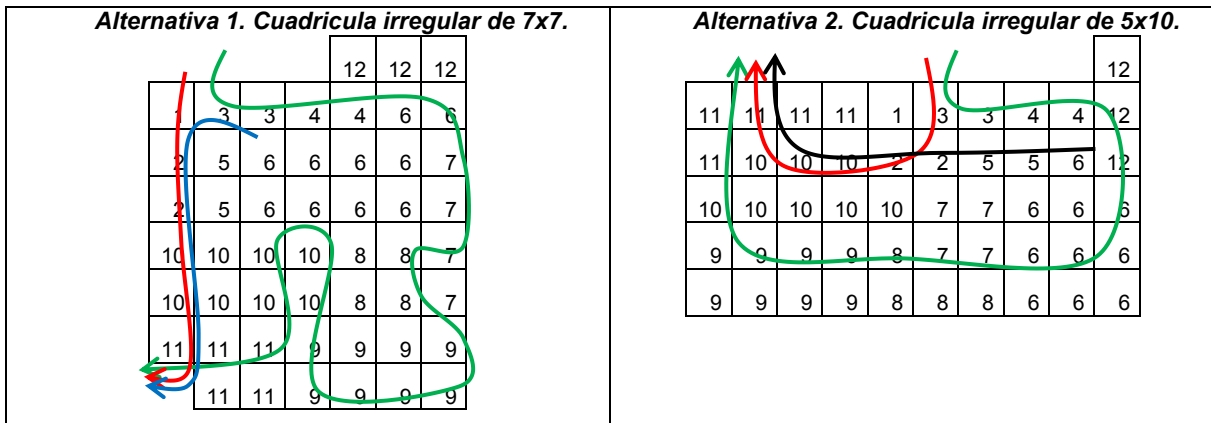 Alternativa 1. Cuadricula irregular de 7x7.
12 12 12
1 3 3 4 4 6 6
2 5 6 6 6 6 7
2 5 6 6 6 6 7
10 10 10 10 8 8 7
10 10 10 10 8 8 7
11 11 11 9 9 9 9
11 11 9 9 9 9
Alternativa 2. Cuadricula irregular de 5x10.
12
11 11 11 11 1 3 3 4 4 12
11 10 10 10 2 2 5 5 6 12
10 10 10 10 10 7 7 6 6 6
9 9 9 9 8 7 7 6 6 6
9 9 9 9 8 8 8 6 6 6